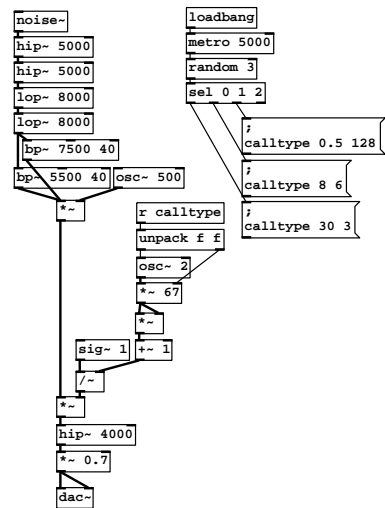 noise~
hip~ 5000
hip~ 5000
lop~ 8000
lop~ 8000
bp~ 7500 40
bp~ 5500 40
osc~ 500
*~
loadbang
metro 5000
random 3
sel 0 1 2
;
calltype 0.5 128
;
calltype 8 6
;
calltype 30 3
r calltype
unpack f f
osc~ 2
*~ 67
*~
sig~ 1
+~ 1
/~
*~
hip~ 4000
*~ 0.7
dac~